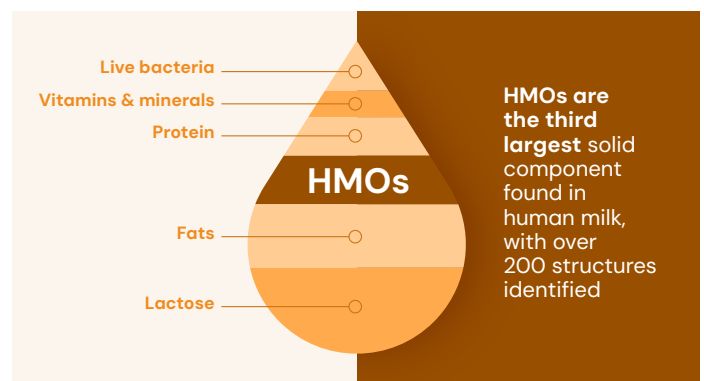 Live bacteria
Vitamins & minerals
Protein
HMOs
Fats
Lactose
HMOs are
the third
largest solid
component
found in
human milk,
with over
200 structures
identified